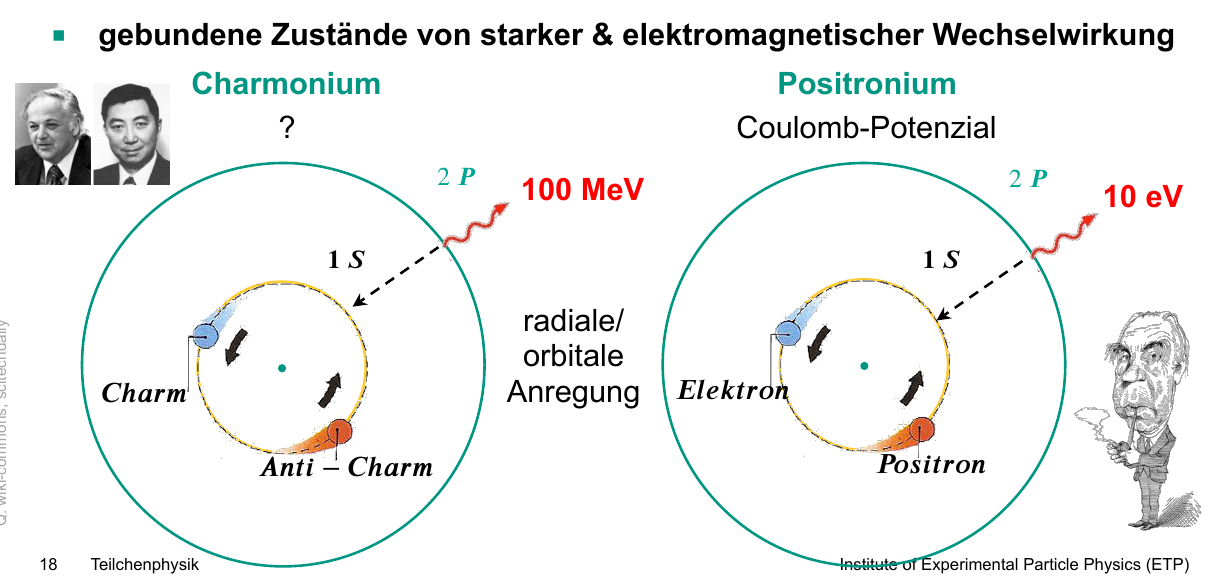 gebundene Zustände von starker & elektromagnetischer Wechselwirkung
Charmonium
?
2 P
100 MeV
1 S
Charm
Anti – Charm
radiale/
orbitale
Anregung
Positronium
Coulomb-Potenzial
2 P
10 eV
1 S
Elektron
Positron
Q: wiki-commons, scitechdaily
18 Teilchenphysik
Institute of Experimental Particle Physics (ETP)